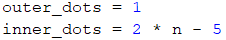 outer_dots = 1
inner_dots = 2 * n - 5